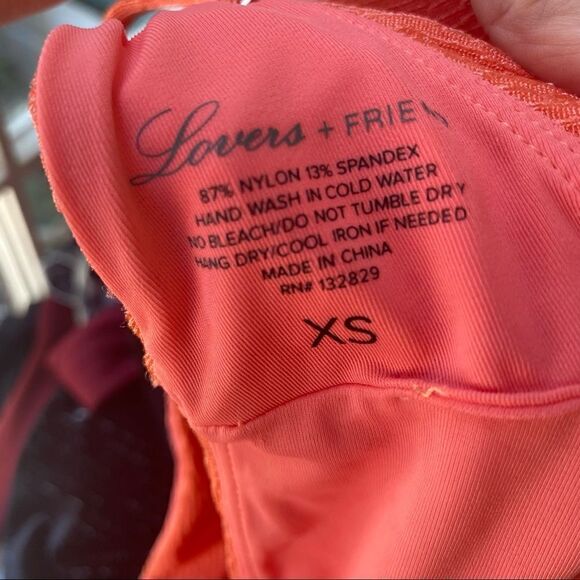 Lovers + FRIE
87% NYLON 13% SPANDEX
HAND WASH IN COLD WATER
NO BLEACH/DO NOT TUMBLE DRY
HANG DRY/COOL IRON IF NEEDED
MADE IN CHINA
RN# 132829
XS